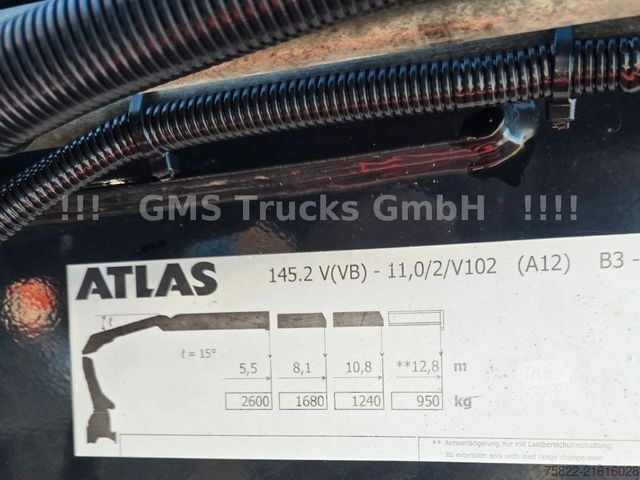 !!! GMS Trucks GmbH !!!!
ATLAS 145.2 V(VB) - 11,0/2/V102 (A12) B3 -
ℓ
ℓ = 15°
5,5 8,1 10,8 **12,8 m
2600 1680 1240 950 kg
**: Armverlängerung nur mit Lastbereichumschaltung.
Jib extension only with load range change-over
75822-21616028